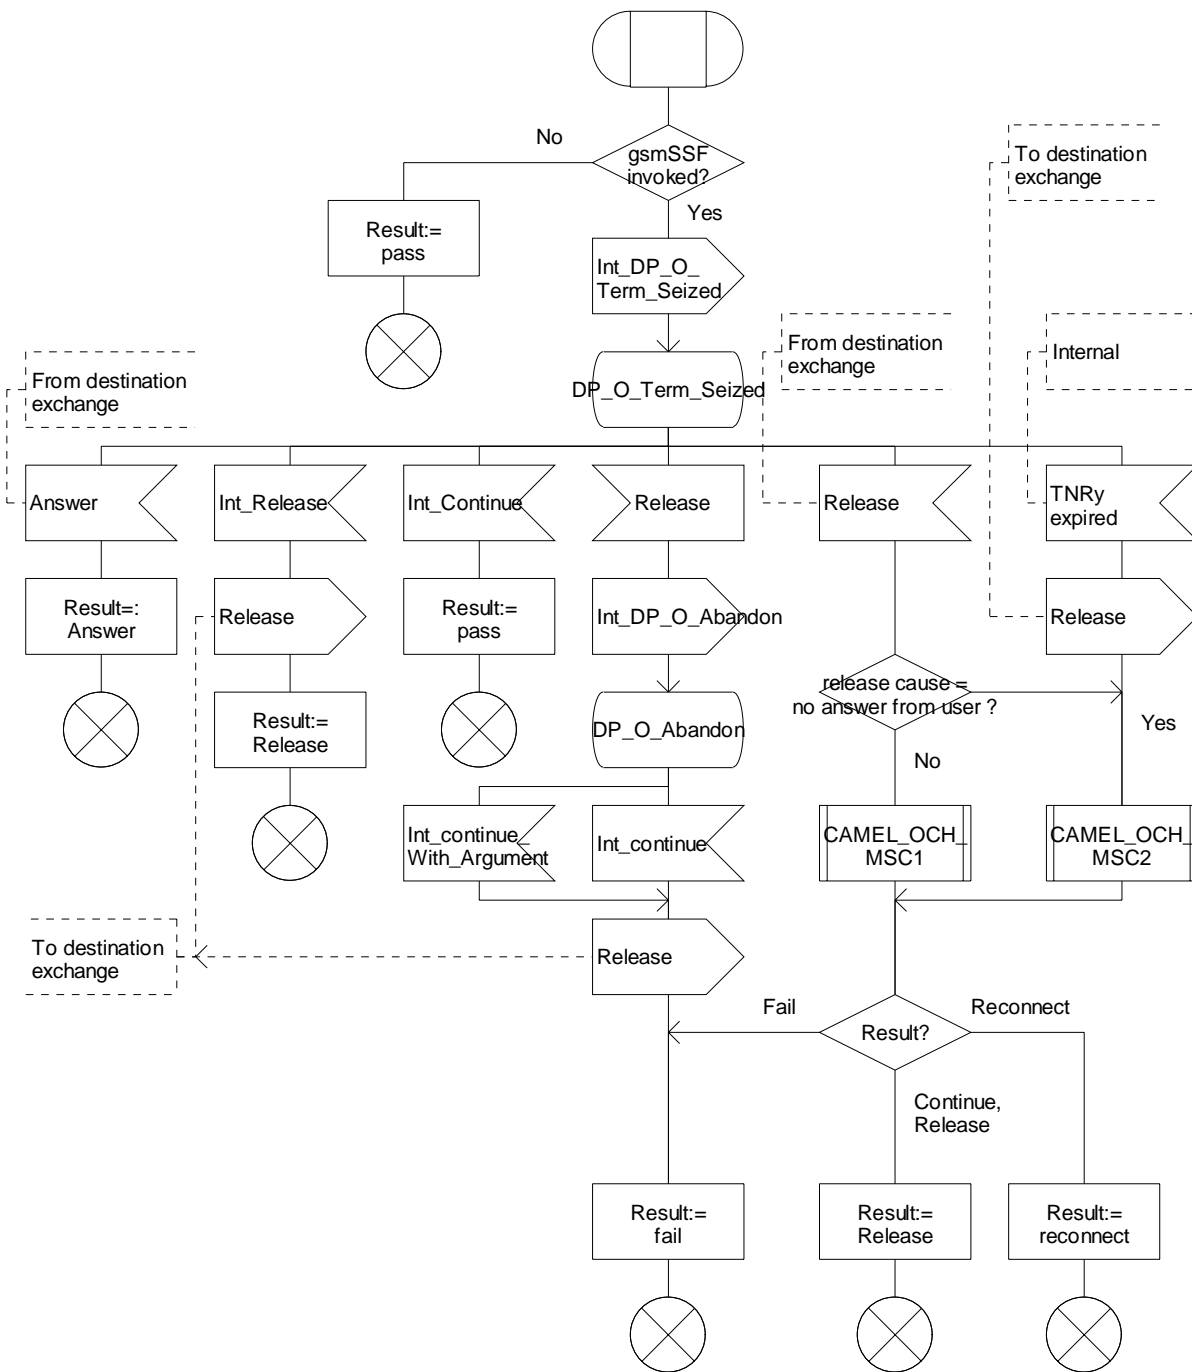 No
gsmSSF
invoked?
To destination
exchange
Yes
Result:=
pass
Int_DP_O_
Term_Seized
From destination
exchange
DP_O_Term_Seized
From destination
exchange
Internal
Answer
Int_Release
Int_Continue
Release
Release
TNRy
expired
Result=:
Answer
Release
Result:=
pass
Int_DP_O_Abandon
Release
release cause =
no answer from user ?
Result:=
Release
DP_O_Abandon
Yes
No
Int_continue_
With_Argument
Int_continue
CAMEL_OCH_
MSC1
CAMEL_OCH_
MSC2
To destination
exchange
Release
Fail
Reconnect
Result?
Continue,
Release
Result:=
fail
Result:=
Release
Result:=
reconnect